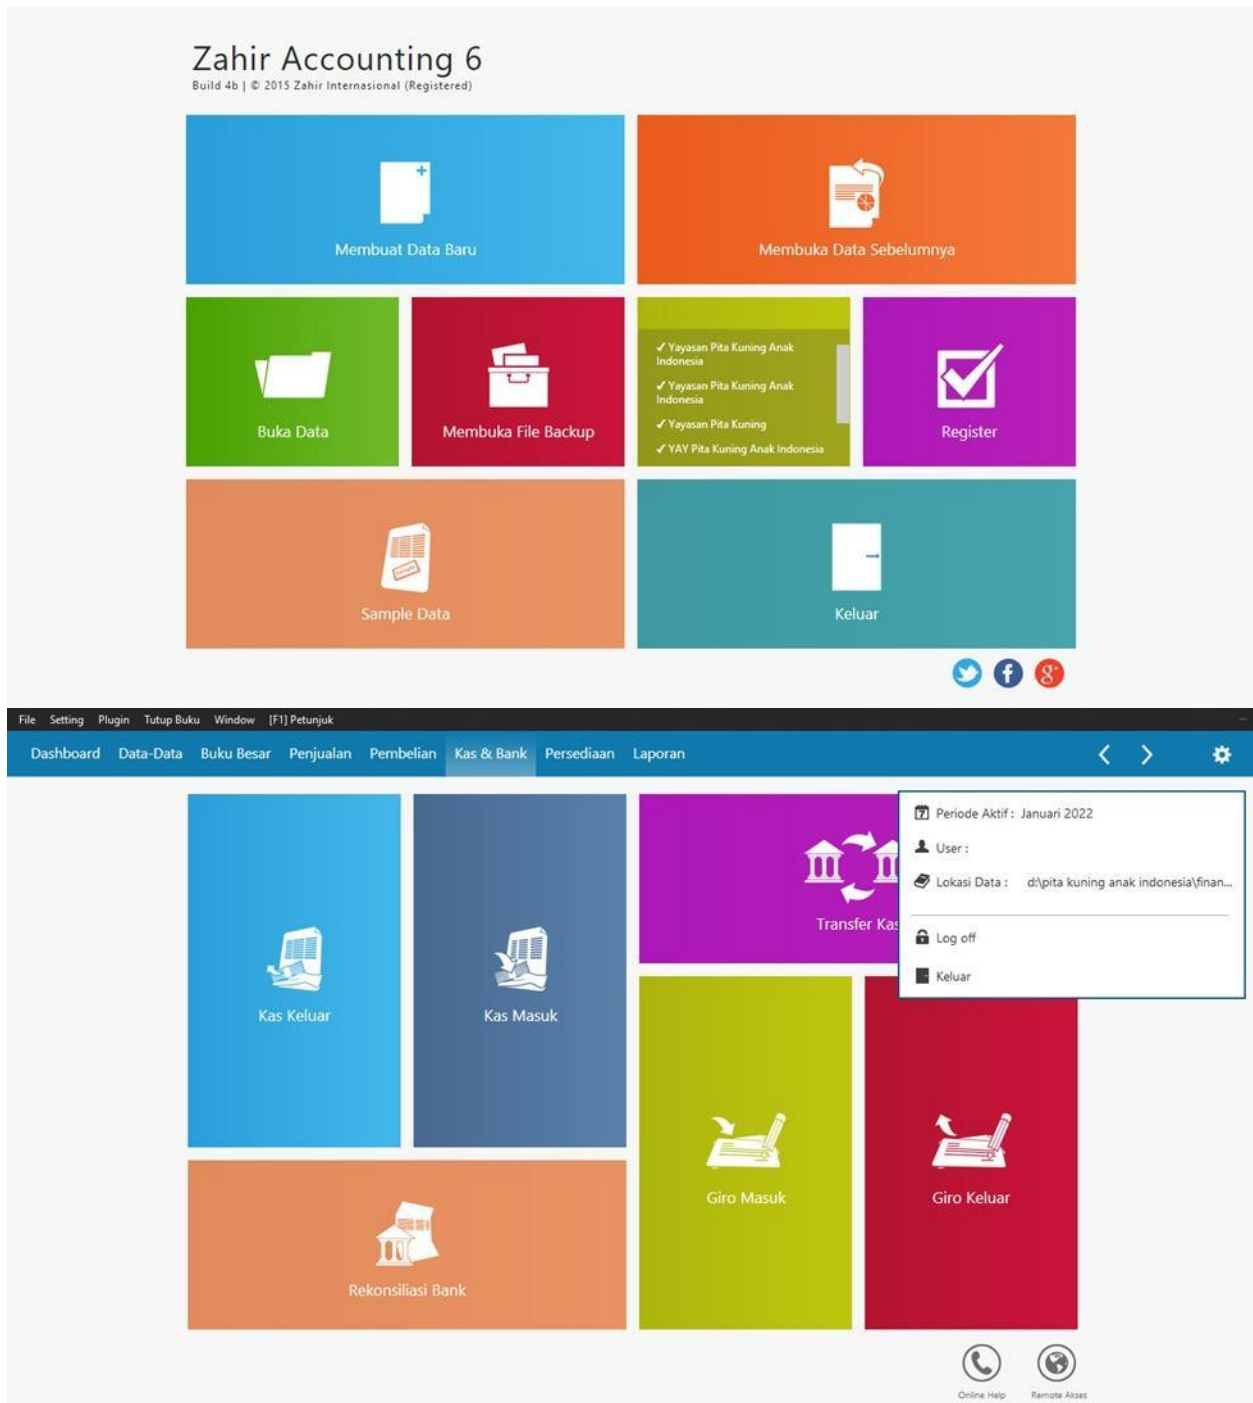 Zahir Accounting 6
Build 4b | © 2015 Zahir Internasional (Registered)
Membuat Data Baru
Membuka Data Sebelumnya
Buka Data
Membuka File Backup
✓ Yayasan Pita Kuning Anak
Indonesia
✓ Yayasan Pita Kuning Anak
Indonesia
✓ Yayasan Pita Kuning
✓ YAY Pita Kuning Anak Indonesia
Register
Sample
Sample Data
Keluar
File Setting Plugin Tutup Buku Window [F1] Petunjuk
Dashboard Data-Data Buku Besar Penjualan Pembelian Kas & Bank Persediaan Laporan
7 Periode Aktif : Januari 2022
User :
Lokasi Data : d:\pita kuning anak indonesia\finan...
Log off
Keluar
Transfer Kas
Kas Keluar
Kas Masuk
Giro Masuk
Giro Keluar
Rekonsiliasi Bank
Online Help
Remote Akses